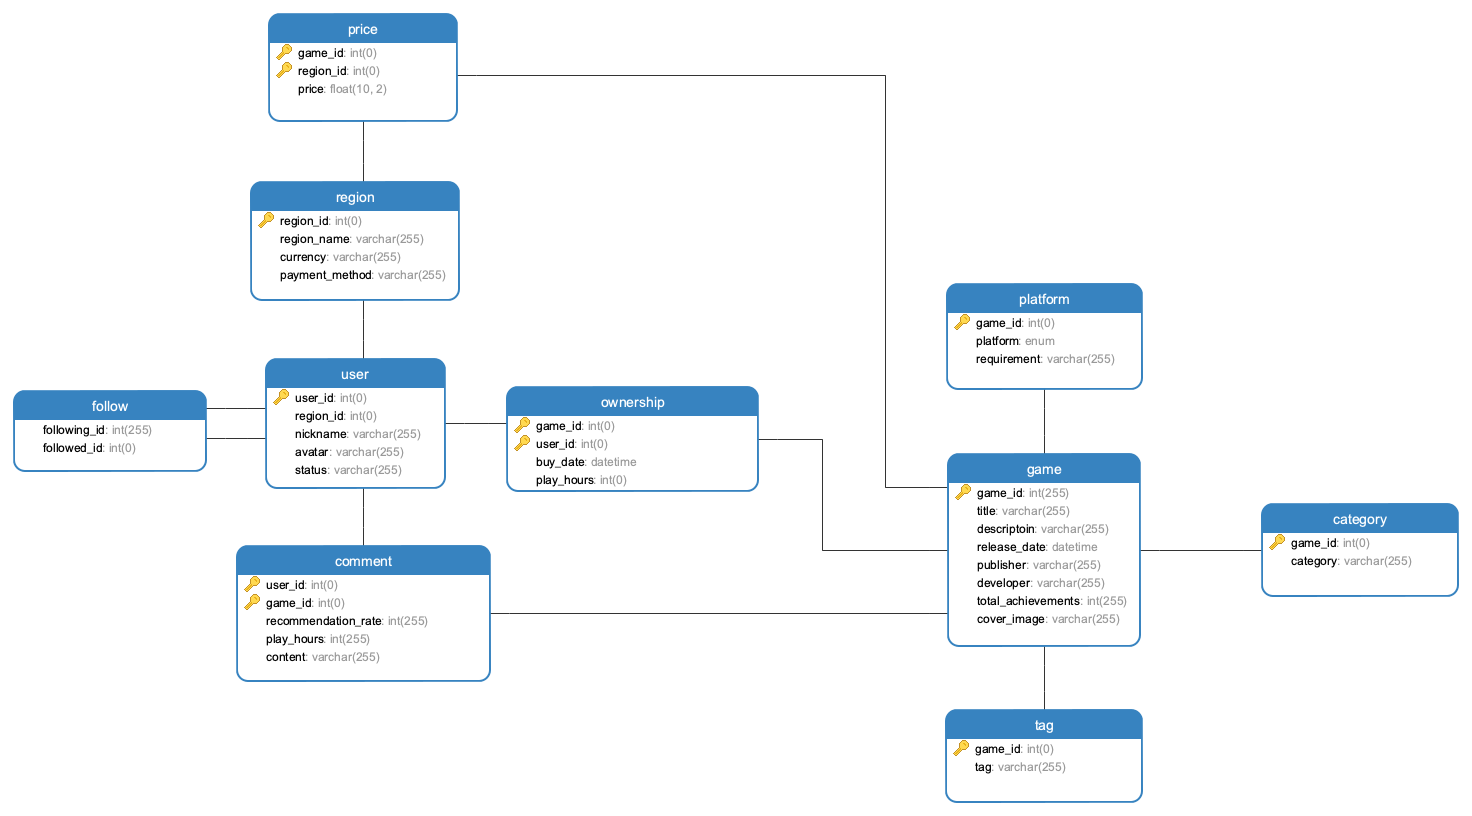 price
game_id: int(0)
region_id: int(0)
price: float(10, 2)
region
region_id: int(0)
region_name: varchar(255)
currency: varchar(255)
payment_method: varchar(255)
platform
game_id: int(0)
platform: enum
requirement: varchar(255)
follow
following_id: int(255)
followed_id: int(0)
user
user_id: int(0)
region_id: int(0)
nickname: varchar(255)
avatar: varchar(255)
status: varchar(255)
ownership
game_id: int(0)
user_id: int(0)
buy_date: datetime
play_hours: int(0)
game
game_id: int(255)
title: varchar(255)
descriptoin: varchar(255)
release_date: datetime
publisher: varchar(255)
developer: varchar(255)
total_achievements: int(255)
cover_image: varchar(255)
category
game_id: int(0)
category: varchar(255)
comment
user_id: int(0)
game_id: int(0)
recommendation_rate: int(255)
play_hours: int(255)
content: varchar(255)
tag
game_id: int(0)
tag: varchar(255)